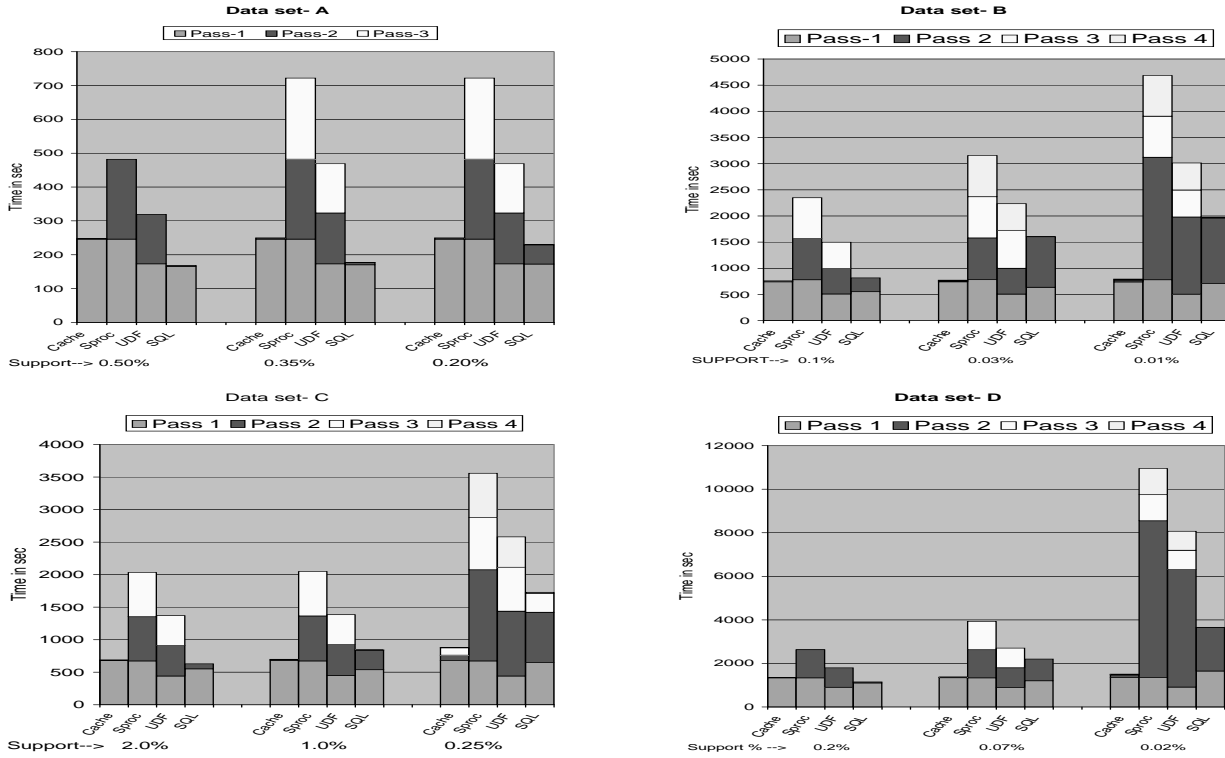 Data set- A
Pass-1 Pass-2 Pass-3
800
700
600
500
400
300
200
100
0
Time in sec
Cache Sproc UDF SQL Cache Sproc UDF SQL Cache Sproc UDF SQL
Support--> 0.50% 0.35% 0.20%
Data set- B
Pass-1 Pass 2 Pass 3 Pass 4
5000
4500
4000
3500
3000
2500
2000
1500
1000
500
0
Time in sec
Cache Sproc UDF SQL Cache Sproc UDF SQL Cache Sproc UDF SQL
SUPPORT--> 0.1% 0.03% 0.01%
Data set- C
Pass 1 Pass 2 Pass 3 Pass 4
4000
3500
3000
2500
2000
1500
1000
500
0
Time in sec
Cache Sproc UDF SQL Cache Sproc UDF SQL Cache Sproc UDF SQL
Support--> 2.0% 1.0% 0.25%
Data set- D
Pass 1 Pass 2 Pass 3 Pass 4
12000
10000
8000
6000
4000
2000
0
Time in sec
Cache Sproc UDF SQL Cache Sproc UDF SQL Cache Sproc UDF SQL
Support % --> 0.2% 0.07% 0.02%